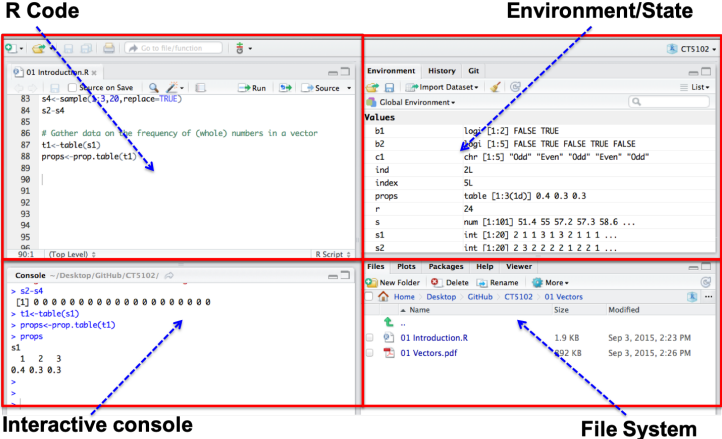 R Code
Environment/State
Go to file/function
CT5102
01 Introduction.R
Source on Save
Run
Source
83 s4<-sample(1:3,20,replace=TRUE)
84 s2-s4
85
86 # Gather data on the frequency of (whole) numbers in a vector
87 t1<-table(s1)
88 props<-prop.table(t1)
89
90
91
92
93
94
95
96
90:1 (Top Level) R Script
Environment History Git
Import Dataset List
Global Environment
Values
b1 logi [1:2] FALSE TRUE
b2 logi [1:5] FALSE TRUE FALSE TRUE FALSE
c1 chr [1:5] "Odd" "Even" "Odd" "Even" "Odd"
ind 2L
index 5L
props table [1:3(1d)] 0.4 0.3 0.3
r 24
s num [1:101] 51.4 55 57.2 57.3 58.6 ...
s1 int [1:20] 2 1 1 3 1 3 2 1 1 1 ...
s2 int [1:20] 2 3 2 2 2 2 1 2 2 1 ...
Console ~/Desktop/GitHub/CT5102/
> s2-s4
[1] 0 0 0 0 0 0 0 0 0 0 0 0 0 0 0 0 0 0 0 0
> t1<-table(s1)
> props<-prop.table(t1)
> props
s1
1 2 3
0.4 0.3 0.3
>
>
>
Files Plots Packages Help Viewer
New Folder Delete Rename More
Home Desktop GitHub CT5102 01 Vectors
Name Size Modified
..
01 Introduction.R 1.9 KB Sep 3, 2015, 2:23 PM
01 Vectors.pdf 892 KB Sep 3, 2015, 2:26 PM
Interactive console
File System